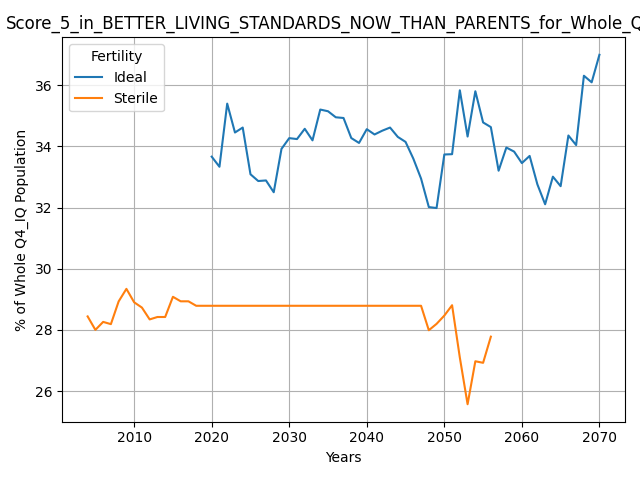 Score_5_in_BETTER_LIVING_STANDARDS_NOW_THAN_PARENTS_for_Whole_Q
Fertility
Ideal
Sterile
% of Whole Q4_IQ Population
36
34
32
30
28
26
2010 2020 2030 2040 2050 2060 2070
Years